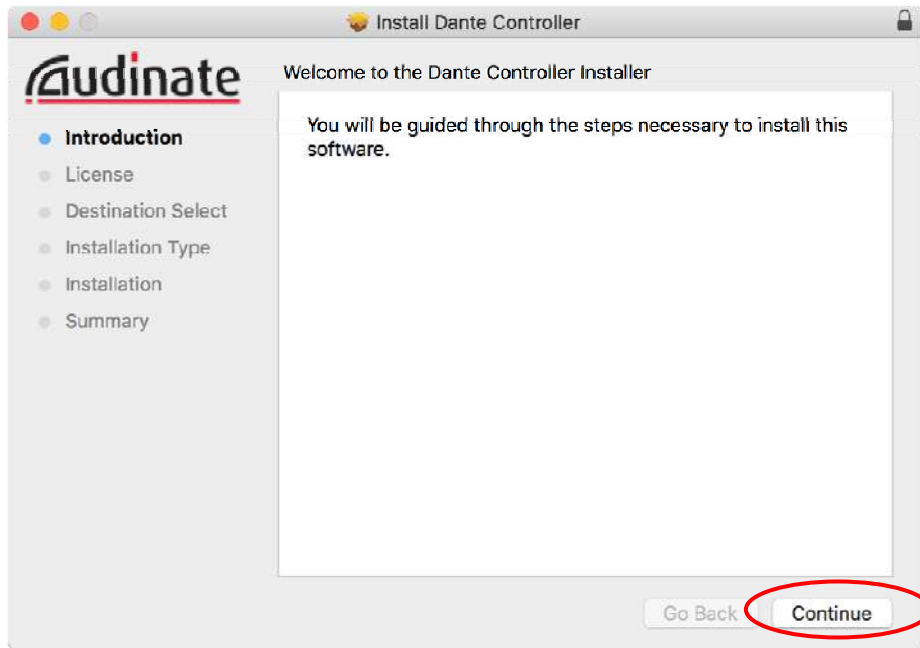 Install Dante Controller
Audinate
Welcome to the Dante Controller Installer
Introduction
License
Destination Select
Installation Type
Installation
Summary
You will be guided through the steps necessary to install this
software.
Go Back
Continue